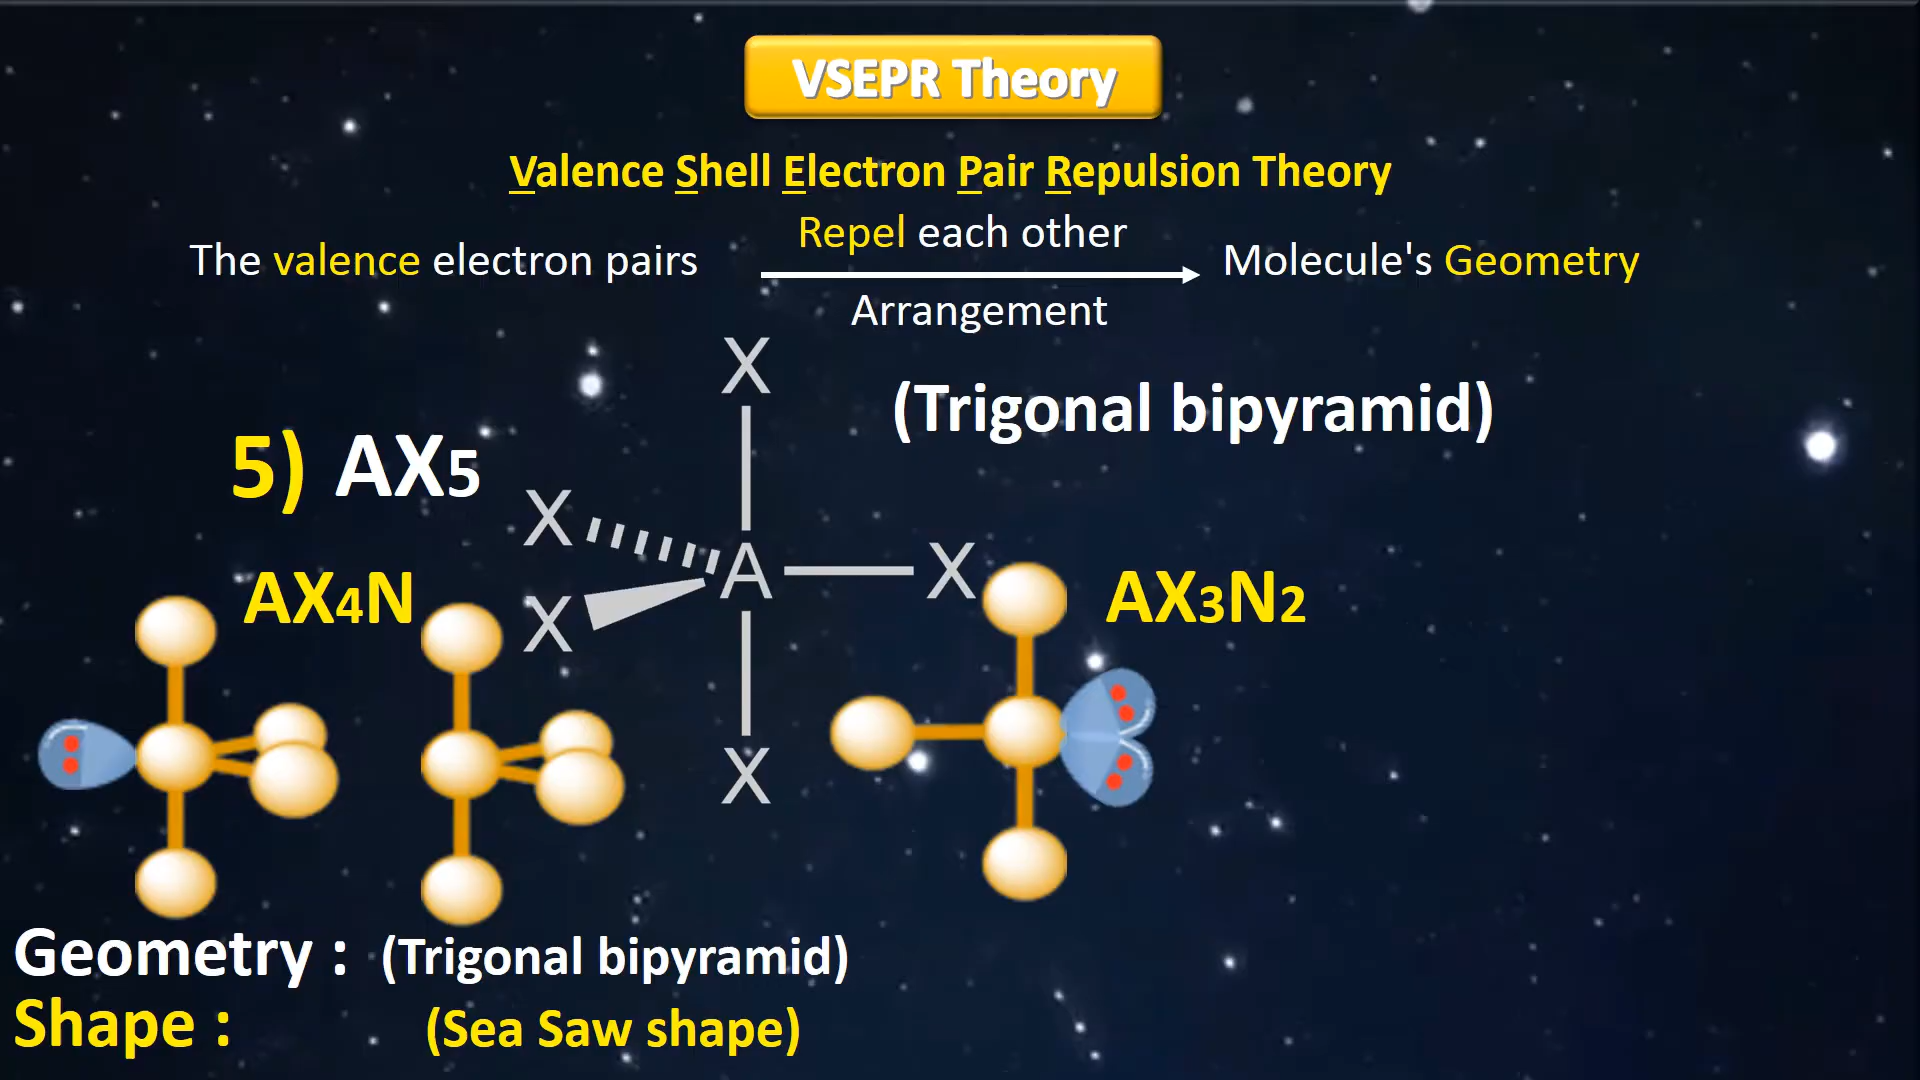 VSEPR Theory
Valence Shell Electron Pair Repulsion Theory
The valence electron pairs
Repel each other
Arrangement
Molecule's Geometry
(Trigonal bipyramid)
5) AX5
X
X
X
A
X
X
AX4N
AX3N2
Geometry : (Trigonal bipyramid)
Shape : (Sea Saw shape)